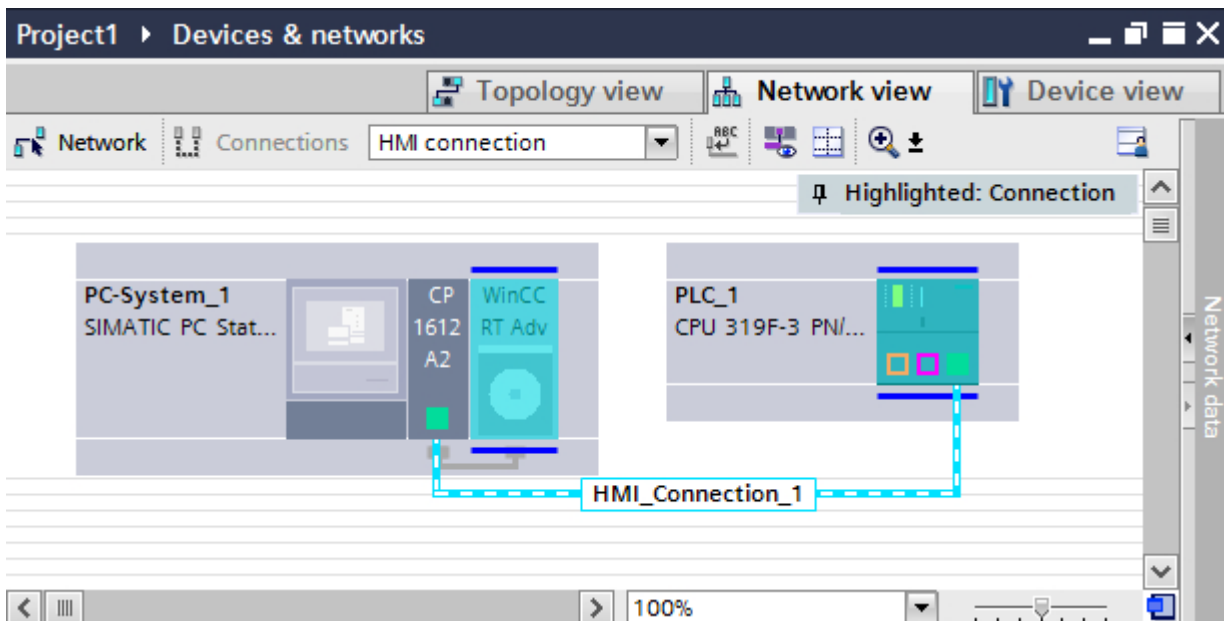 Project1 ▸ Devices & networks
Topology view
Network view
Device view
Network
Connections
HMI connection
ABC
Highlighted: Connection
PC-System_1
SIMATIC PC Stat...
CP
1612
A2
WinCC
RT Adv
PLC_1
CPU 319F-3 PN/...
HMI_Connection_1
Network data
100%